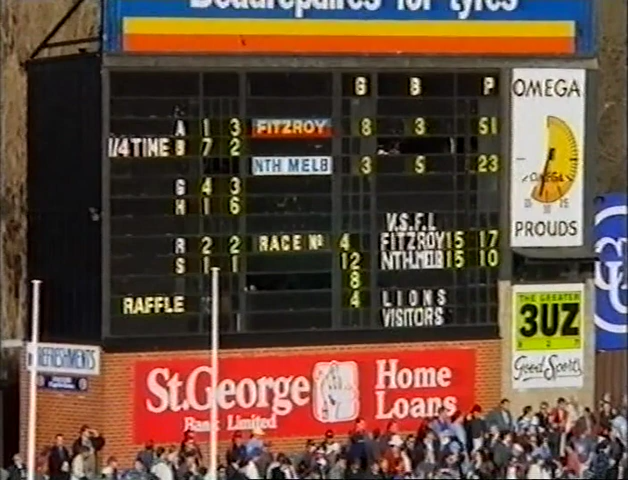 Beaurepaires for tyres
G B P
A 1 3 FITZROY 8 3 51
1/4 TIME B 7 2 NTH MELB 3 5 23
G 4 3
H 1 6
V.S.F.L
R 2 2 RACE No 4 FITZROY 15 17
S 1 1 12 NTH.MELB 15 10
8
RAFFLE 4 LIONS
VISITORS
OMEGA
OMEGA
PROUDS
THE GREATER
3UZ
Good Sports
REFRESHMENTS
St.George
Bank Limited
Home
Loans